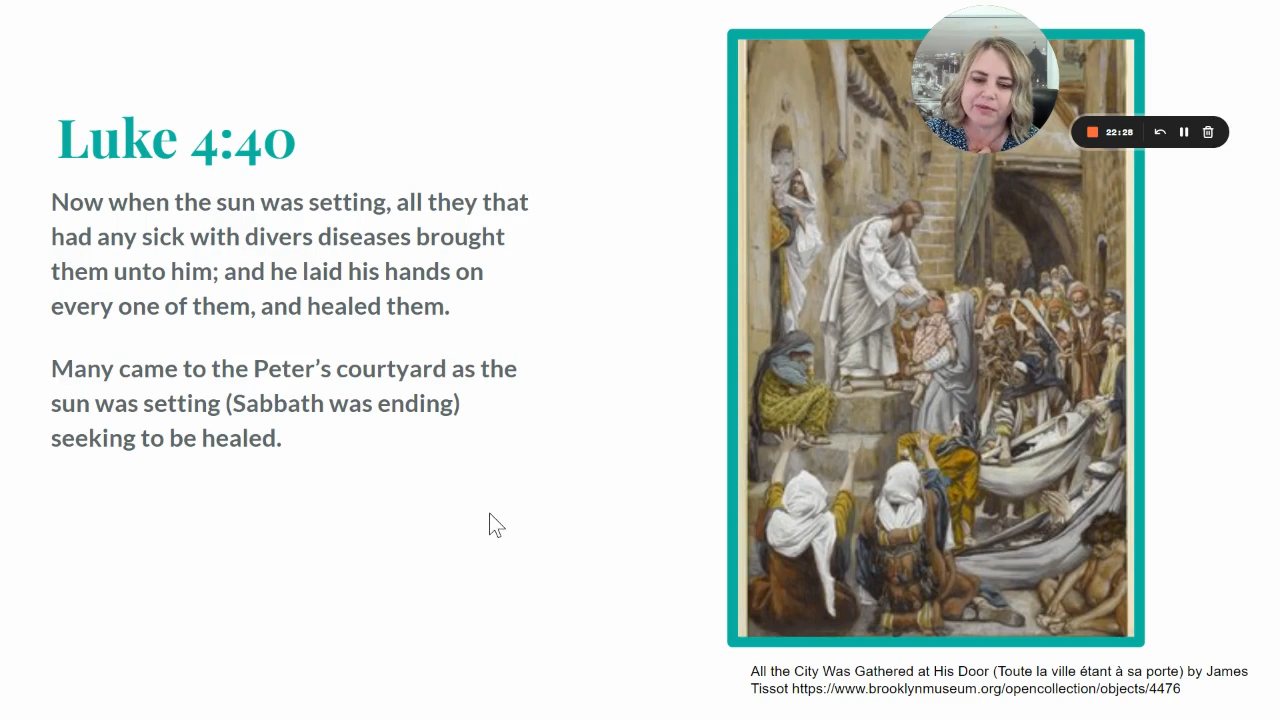 Luke 4:40
Now when the sun was setting, all they that
had any sick with divers diseases brought
them unto him; and he laid his hands on
every one of them, and healed them.
Many came to the Peter’s courtyard as the
sun was setting (Sabbath was ending)
seeking to be healed.
22:28
All the City Was Gathered at His Door (Toute la ville étant à sa porte) by James
Tissot https://www.brooklynmuseum.org/opencollection/objects/4476